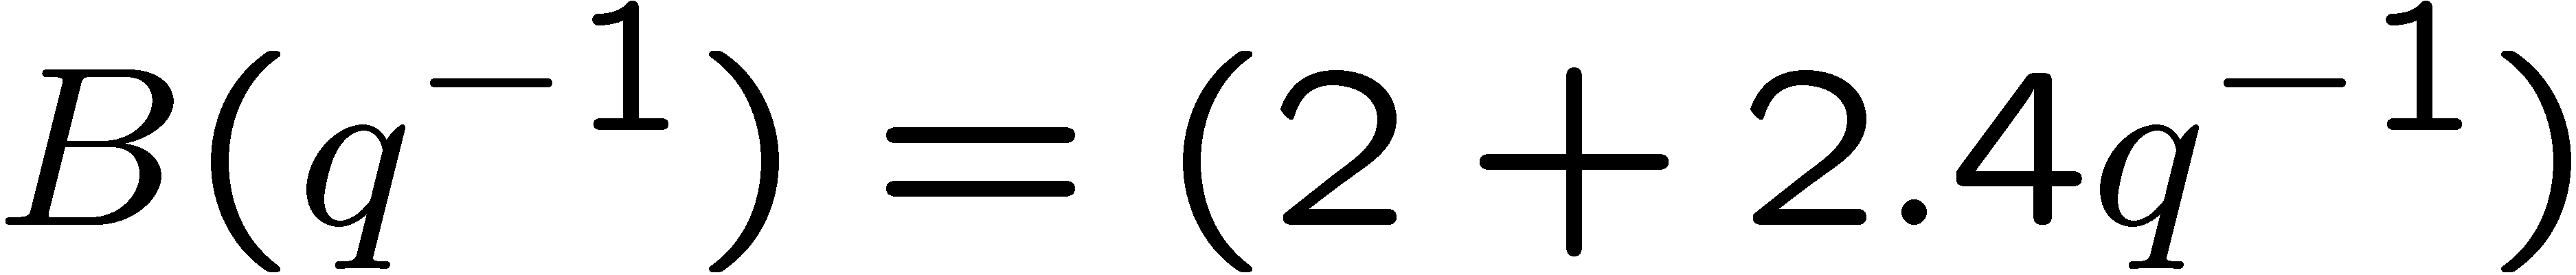 B(q⁻¹) = (2 + 2.4q⁻¹)